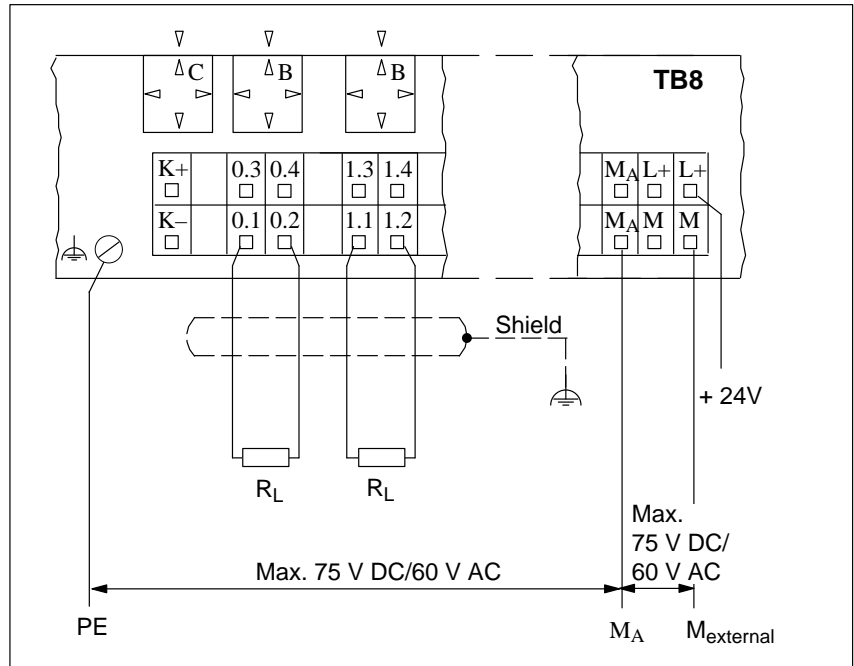 C B B TB8
K+ 0.3 0.4 1.3 1.4 MA L+ L+
K– 0.1 0.2 1.1 1.2 MA M M
Shield
+ 24V
RL RL
Max.
75 V DC/
60 V AC
Max. 75 V DC/60 V AC
PE MA Mexternal